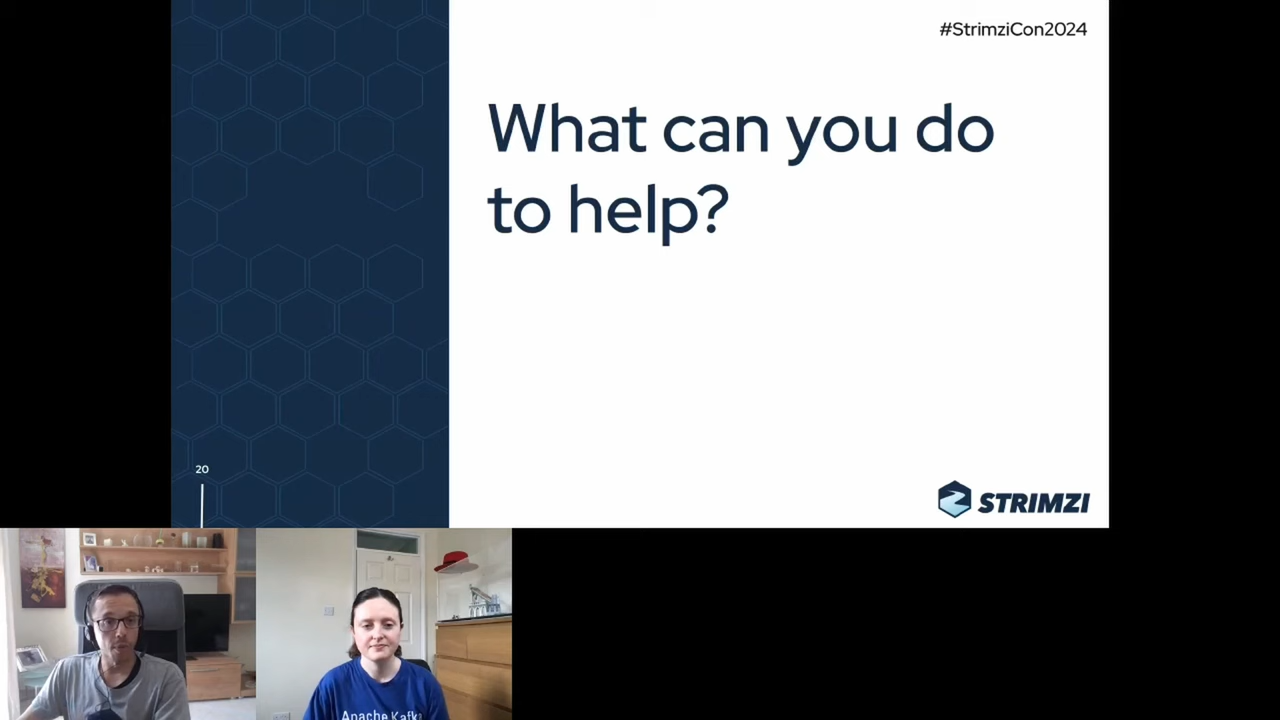 #StrimziCon2024
What can you do
to help?
20
STRIMZI
Apache Kafka